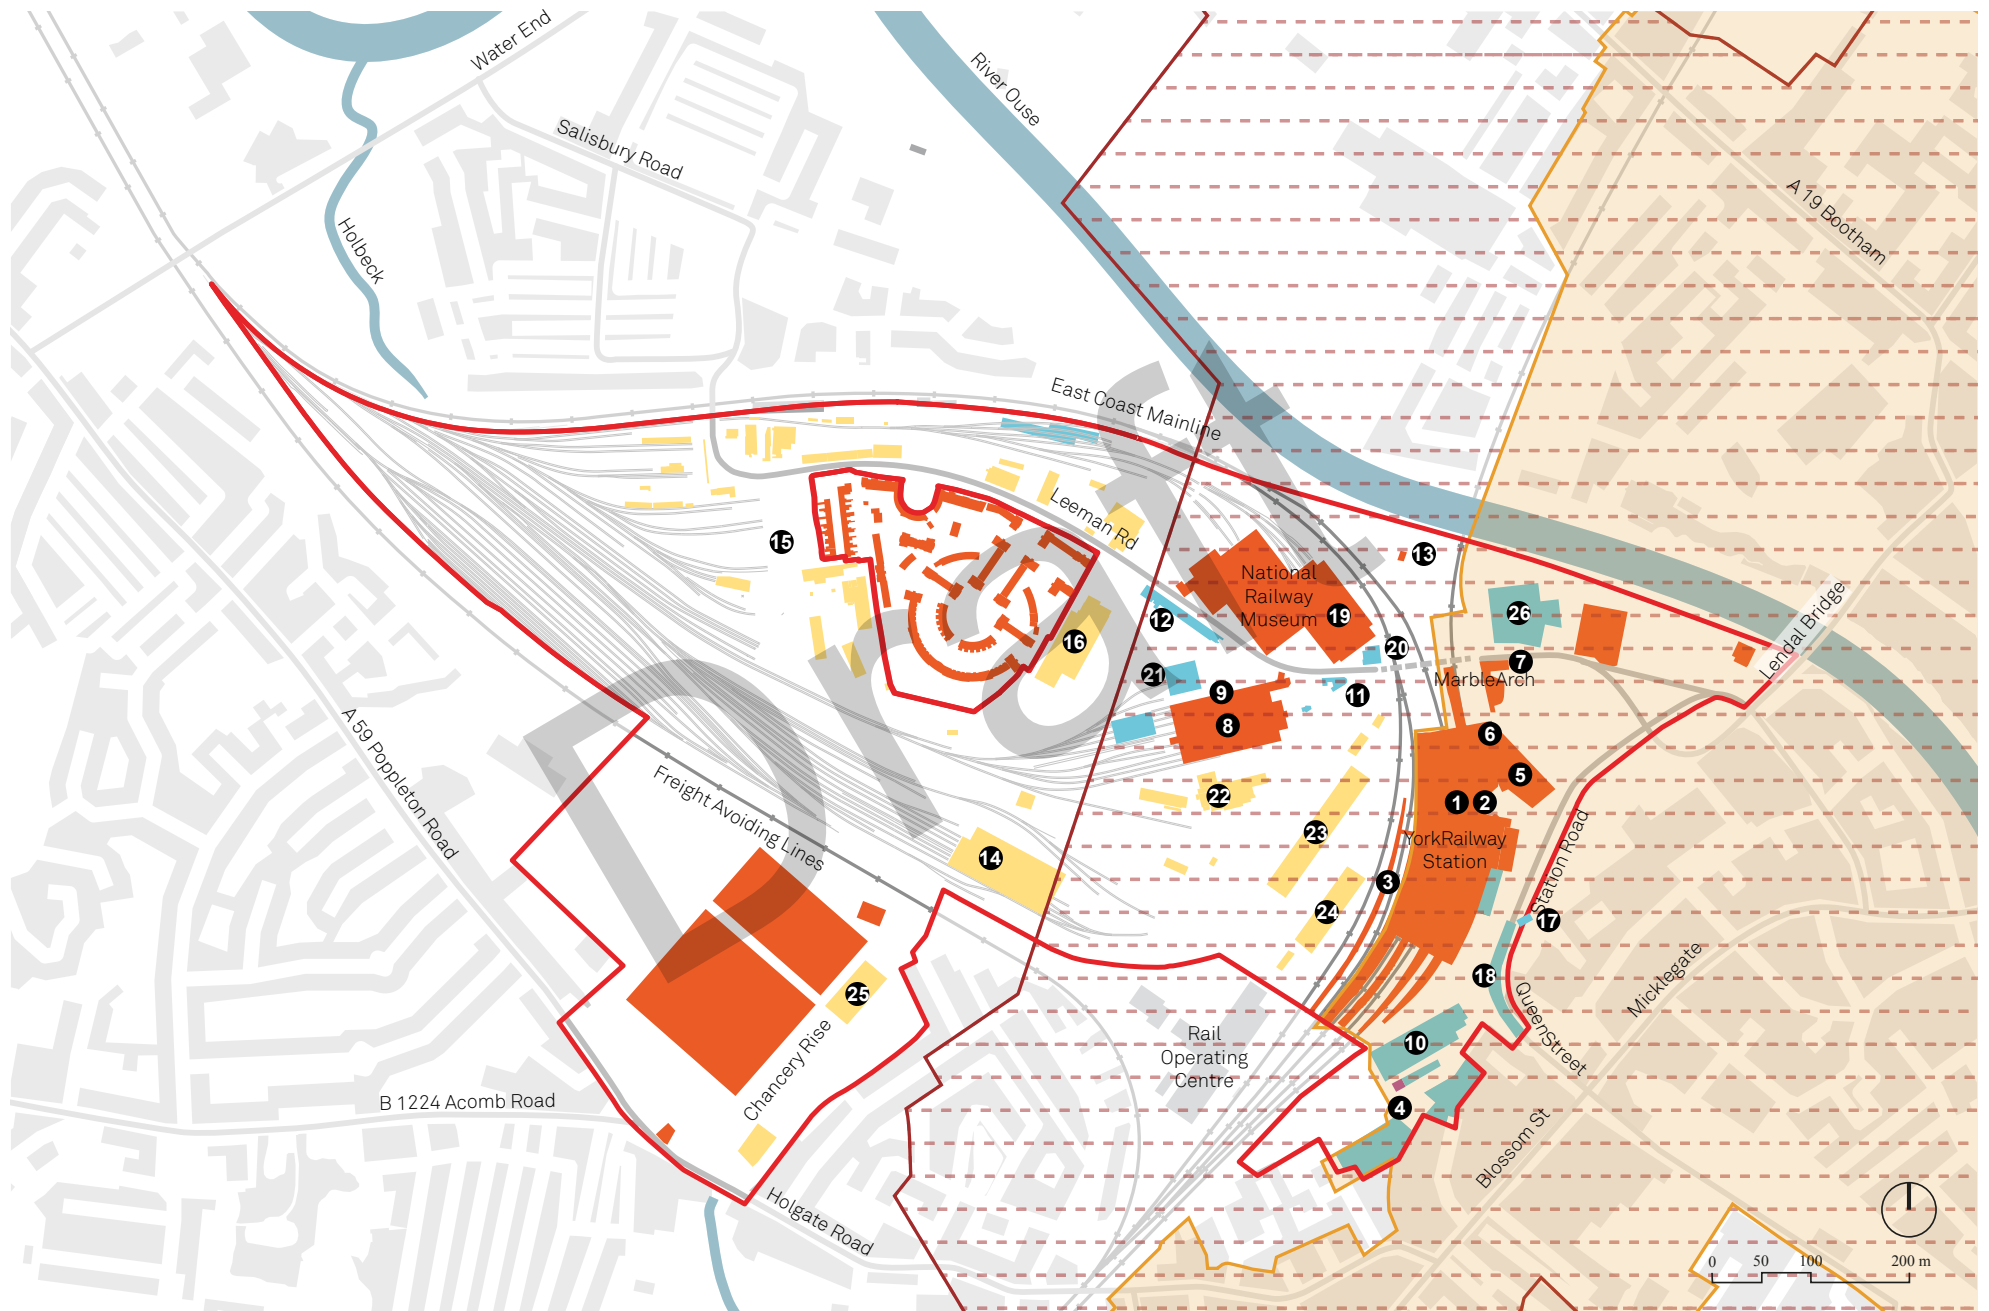 Water End
River Ouse
Salisbury Road
Holbeck
A 19 Bootham
East Coast Mainline
Leeman Rd
15
13
National
Railway
Museum
19
26
12
16
20
7
Lendal Bridge
21
9
11
MarbleArch
8
6
5
22
1
2
A 59 Poppleton Road
Freight Avoiding Lines
23
YorkRailway
Station
14
3
24
Station Road
17
18
25
Micklegate
Queen Street
Rail
Operating
Centre
10
4
Chancery Rise
B 1224 Acomb Road
Blossom St
Holgate Road
Draft
0
50
100
200 m